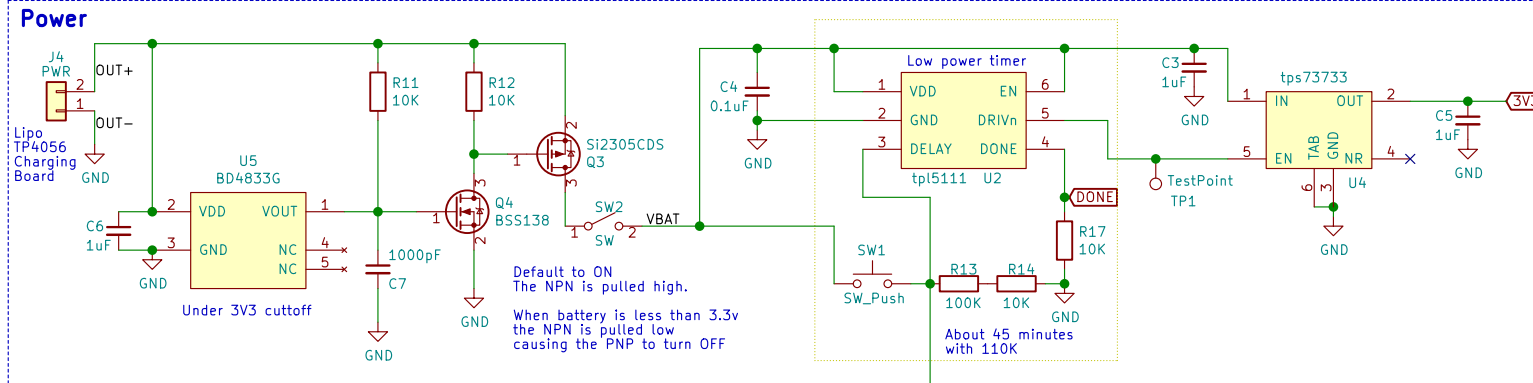 Power
J4
PWR
2
1
OUT+
OUT-
Lipo
TP4056
Charging
Board
GND
U5
BD4833G
2
VDD
VOUT
1
3
GND
NC
4
NC
5
C6
1uF
GND
Under 3V3 cuttoff
R11
10K
R12
10K
1000pF
C7
GND
1
3
2
Q4
BSS138
GND
1
2
3
Si2305CDS
Q3
SW2
1
2
SW
VBAT
Default to ON
The NPN is pulled high.
When battery is less than 3.3v
the NPN is pulled low
causing the PNP to turn OFF
C4
0.1uF
GND
Low power timer
1
VDD
EN
6
2
GND
DRIVn
5
3
DELAY
DONE
4
tpl5111
U2
DONE
R17
10K
SW1
SW_Push
R13
100K
R14
10K
GND
About 45 minutes
with 110K
TestPoint
TP1
C3
1uF
GND
tps73733
1
IN
OUT
2
5
EN
TAB
GND
NR
4
6
3
U4
GND
C5
1uF
GND